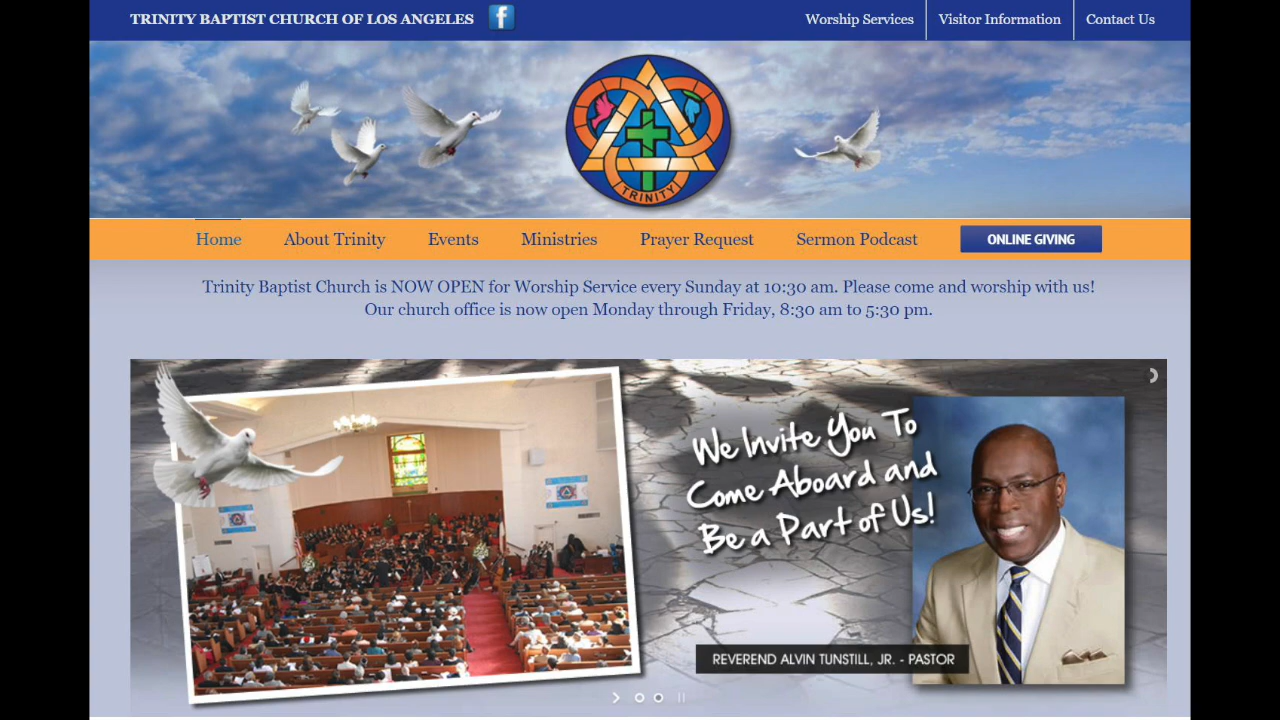 TRINITY BAPTIST CHURCH OF LOS ANGELES
f
Worship Services
Visitor Information
Contact Us
TRINITY
Home
About Trinity
Events
Ministries
Prayer Request
Sermon Podcast
ONLINE GIVING
Trinity Baptist Church is NOW OPEN for Worship Service every Sunday at 10:30 am. Please come and worship with us!
Our church office is now open Monday through Friday, 8:30 am to 5:30 pm.
We Invite You To
Come Aboard and
Be a Part of Us!
REVEREND ALVIN TUNSTILL, JR. - PASTOR